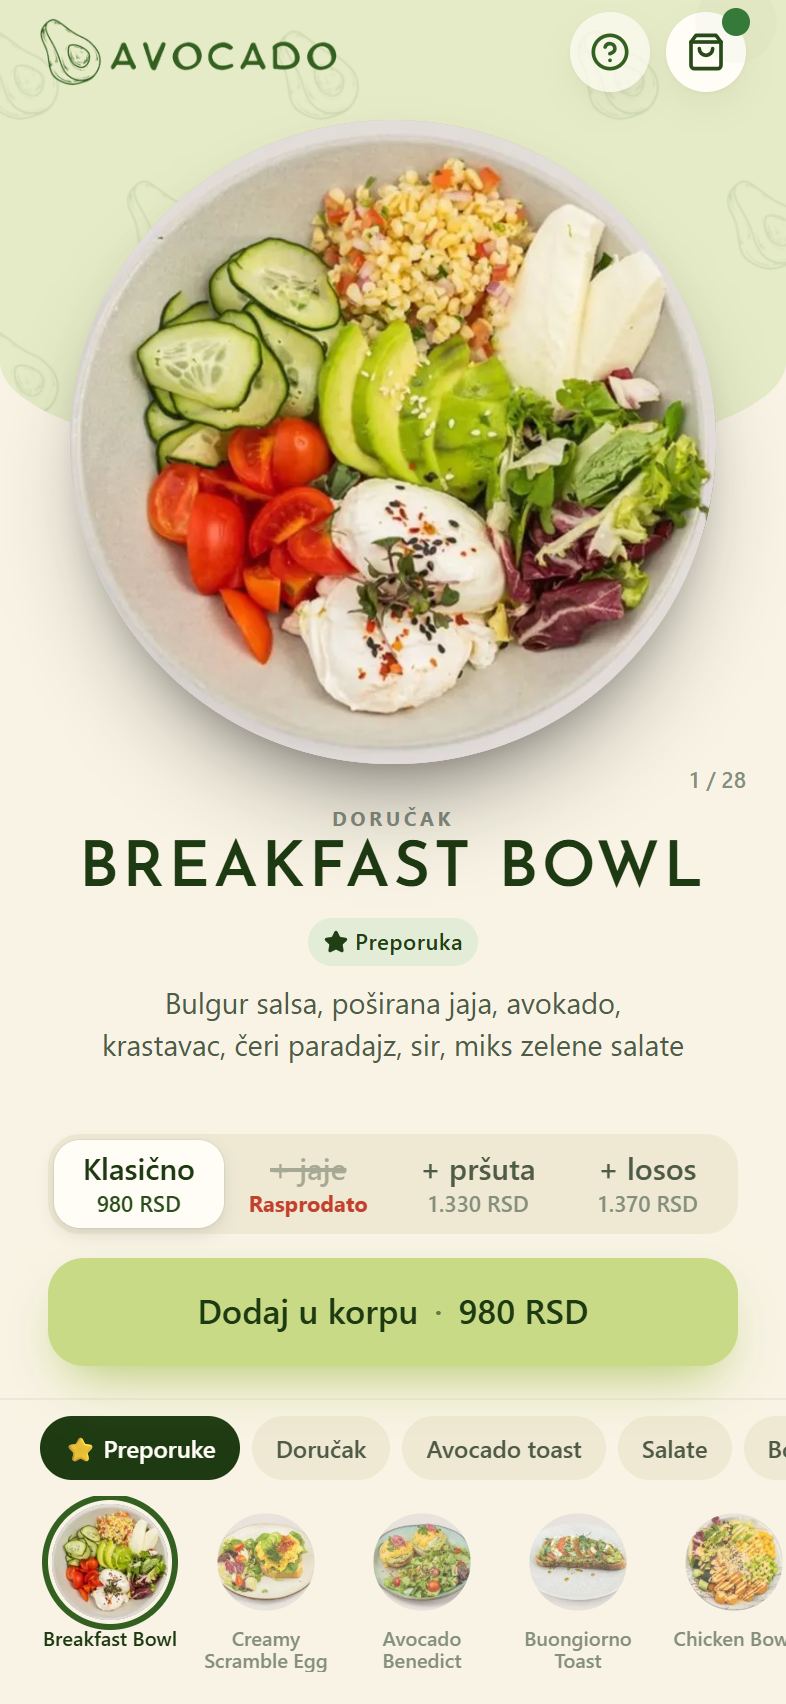 AVOCADO
1 / 28
DORUČAK
BREAKFAST BOWL
Preporuka
Bulgur salsa, poširana jaja, avokado,
krastavac, čeri paradajz, sir, miks zelene salate
Klasično
980 RSD
+ jaje
Rasprodato
+ pršuta
1.330 RSD
+ losos
1.370 RSD
Dodaj u korpu · 980 RSD
Preporuke
Doručak
Avocado toast
Salate
Breakfast Bowl
Creamy
Scramble Egg
Avocado
Benedict
Buongiorno
Toast
Chicken Bow